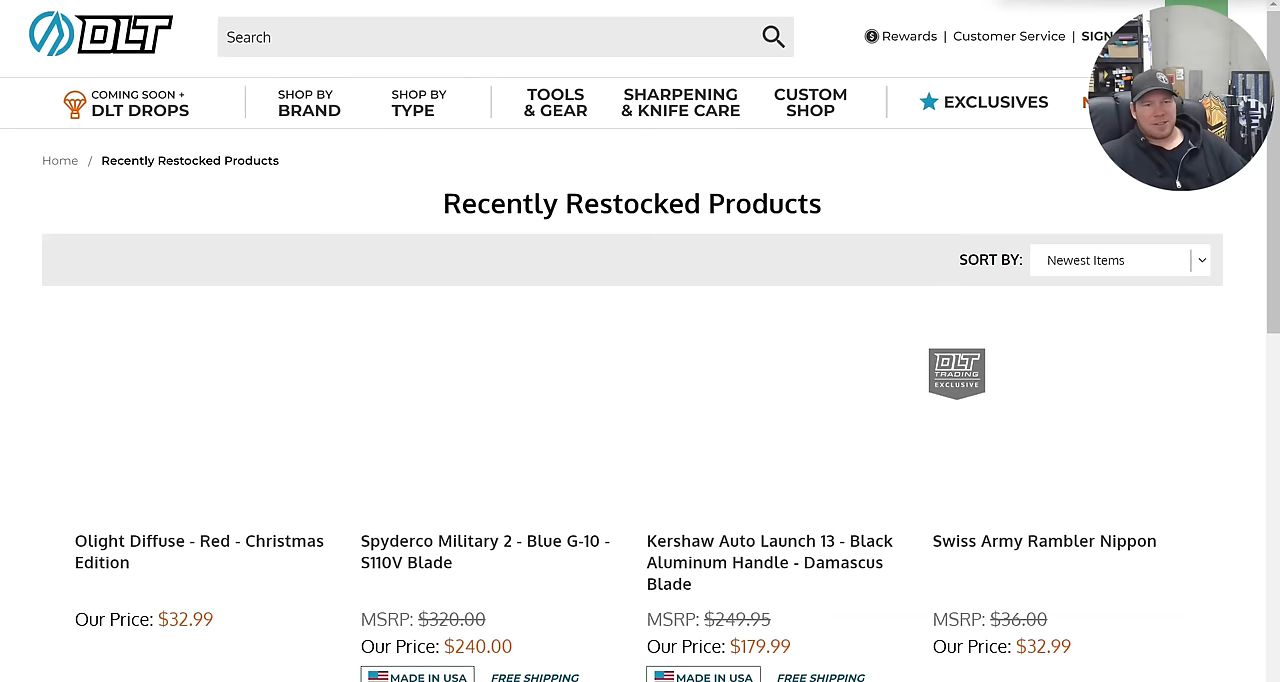 DLT
Search
Rewards | Customer Service | SIGN
COMING SOON +
DLT DROPS
SHOP BY
BRAND
SHOP BY
TYPE
TOOLS
& GEAR
SHARPENING
& KNIFE CARE
CUSTOM
SHOP
EXCLUSIVES
Home / Recently Restocked Products
Recently Restocked Products
SORT BY: Newest Items
DLT
TRADING
EXCLUSIVE
Olight Diffuse - Red - Christmas
Edition
Our Price: $32.99
Spyderco Military 2 - Blue G-10 -
S110V Blade
MSRP: $320.00
Our Price: $240.00
MADE IN USA FREE SHIPPING
Kershaw Auto Launch 13 - Black
Aluminum Handle - Damascus
Blade
MSRP: $249.95
Our Price: $179.99
MADE IN USA FREE SHIPPING
Swiss Army Rambler Nippon
MSRP: $36.00
Our Price: $32.99